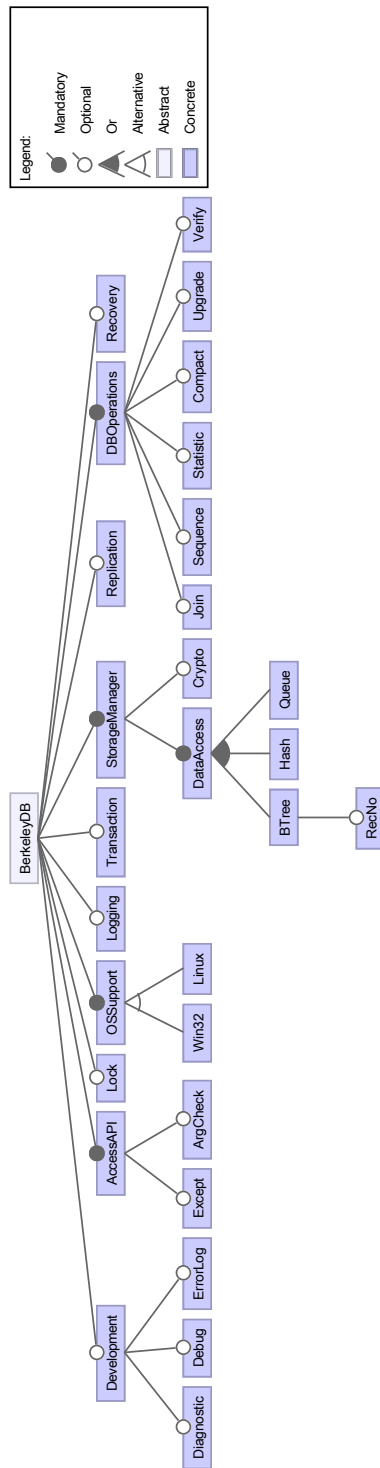 BerkeleyDB
Development
AccessAPI
Lock
OSSupport
Logging
Transaction
StorageManager
Replication
DBOperations
Recovery
Diagnostic
Debug
ErrorLog
Except
ArgCheck
Win32
Linux
DataAccess
Crypto
Join
Sequence
Statistic
Compact
Upgrade
Verify
BTree
Hash
Queue
RecNo
Legend:
Mandatory
Optional
Or
Alternative
Abstract
Concrete